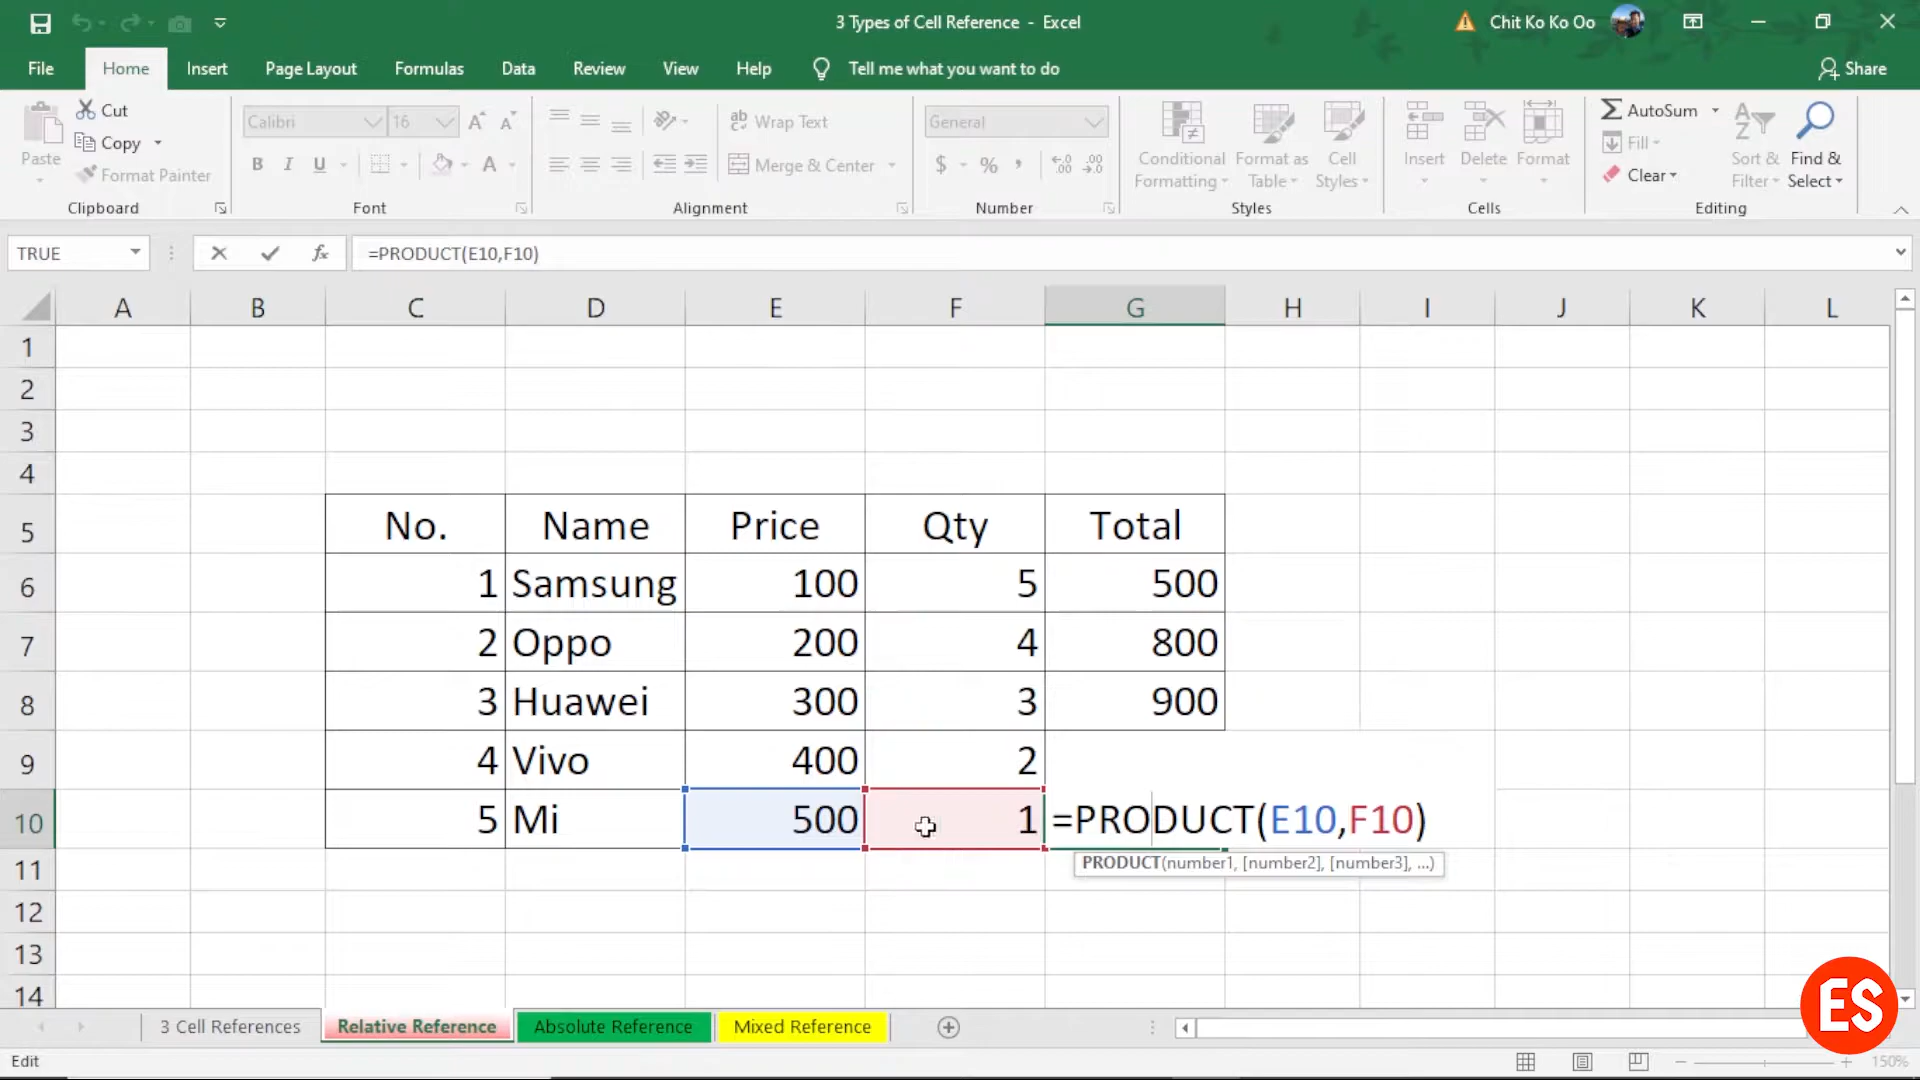 3 Types of Cell Reference - Excel
Chit Ko Ko Oo
File Home Insert Page Layout Formulas Data Review View Help Tell me what you want to do Share
Paste Cut
Copy
Format Painter
Clipboard
Calibri 16 A A
B I U A
Font
Wrap Text
Merge & Center
Alignment
General
$ % ,
Number
Conditional Formatting
Format as Table
Cell Styles
Styles
Insert Delete Format
Cells
AutoSum
Fill
Clear
Sort & Filter
Find & Select
Editing
TRUE fx =PRODUCT(E10,F10)
A B C D E F G H I J K L
1
2
3
4
5 No. Name Price Qty Total
6 1 Samsung 100 5 500
7 2 Oppo 200 4 800
8 3 Huawei 300 3 900
9 4 Vivo 400 2
10 5 Mi 500 1 =PRODUCT(E10,F10)
PRODUCT(number1, [number2], [number3], ...)
11
12
13
14
3 Cell References Relative Reference Absolute Reference Mixed Reference
Edit 150%
ES